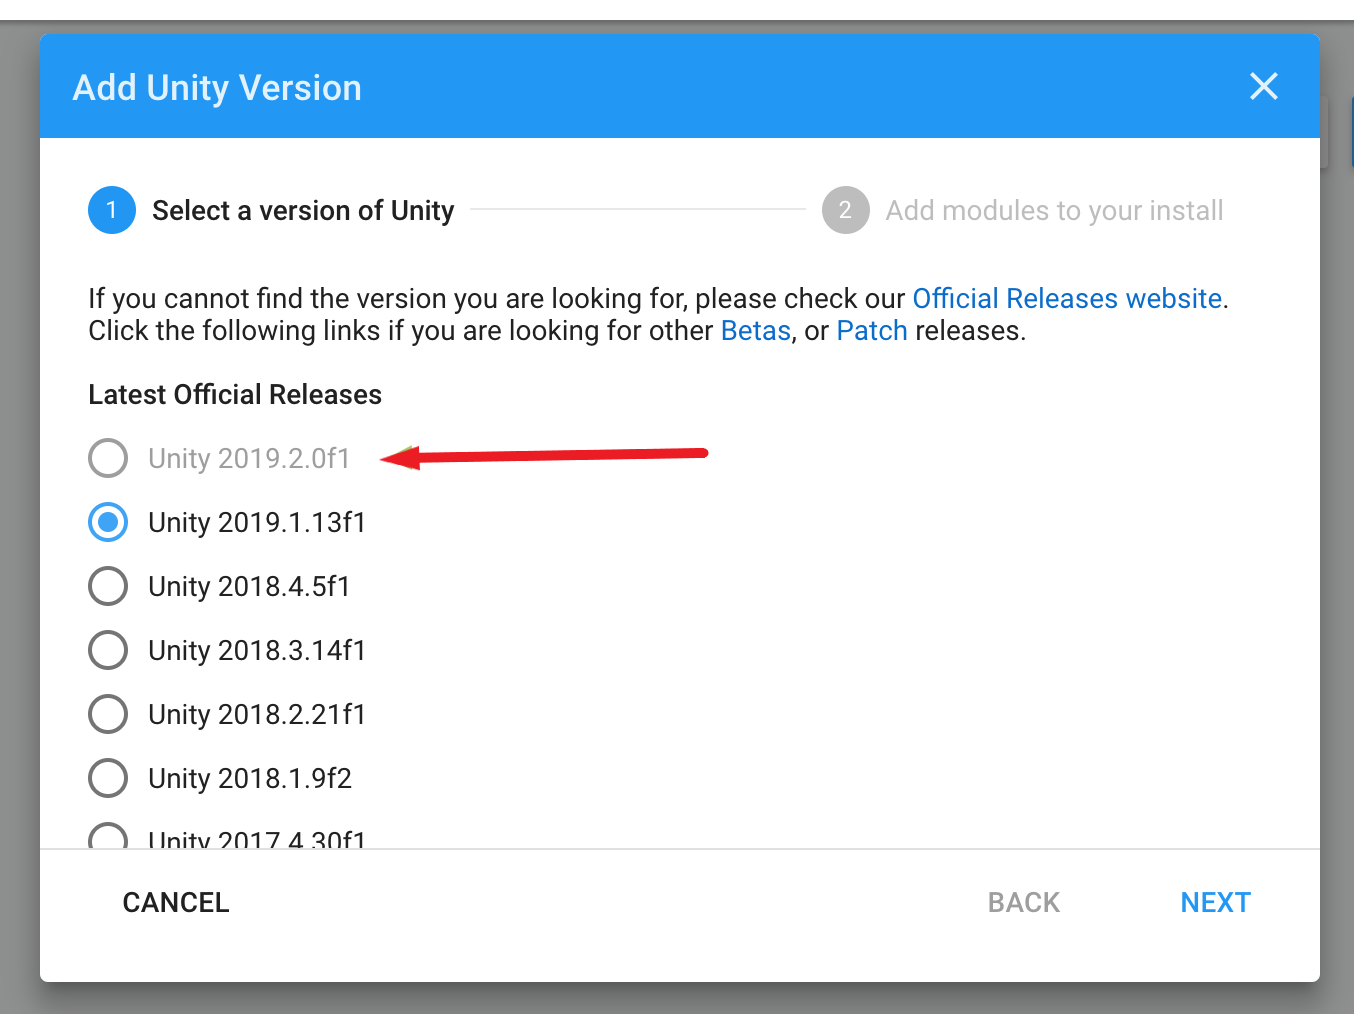 Add Unity Version
1 Select a version of Unity 2 Add modules to your install
If you cannot find the version you are looking for, please check our Official Releases website.
Click the following links if you are looking for other Betas, or Patch releases.
Latest Official Releases
Unity 2019.2.0f1
Unity 2019.1.13f1
Unity 2018.4.5f1
Unity 2018.3.14f1
Unity 2018.2.21f1
Unity 2018.1.9f2
Unity 2017.4.30f1
CANCEL BACK NEXT